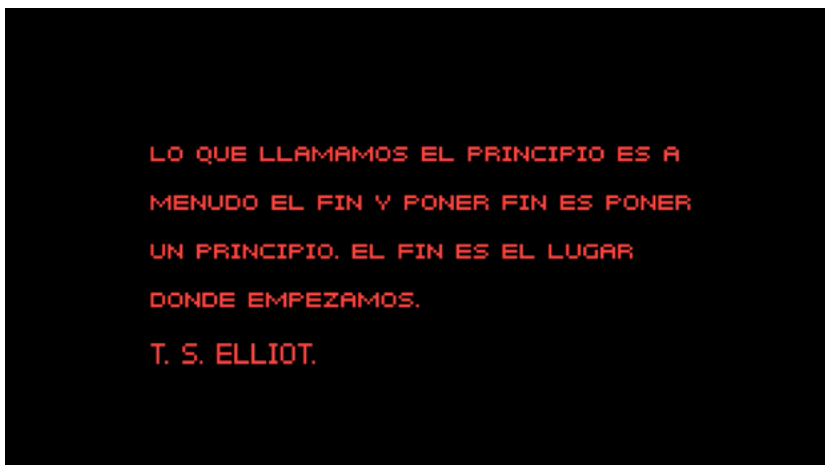 LO QUE LLAMAMOS EL PRINCIPIO ES A
MENUDO EL FIN Y PONER FIN ES PONER
UN PRINCIPIO. EL FIN ES EL LUGAR
DONDE EMPEZAMOS.
T. S. ELLIOT.